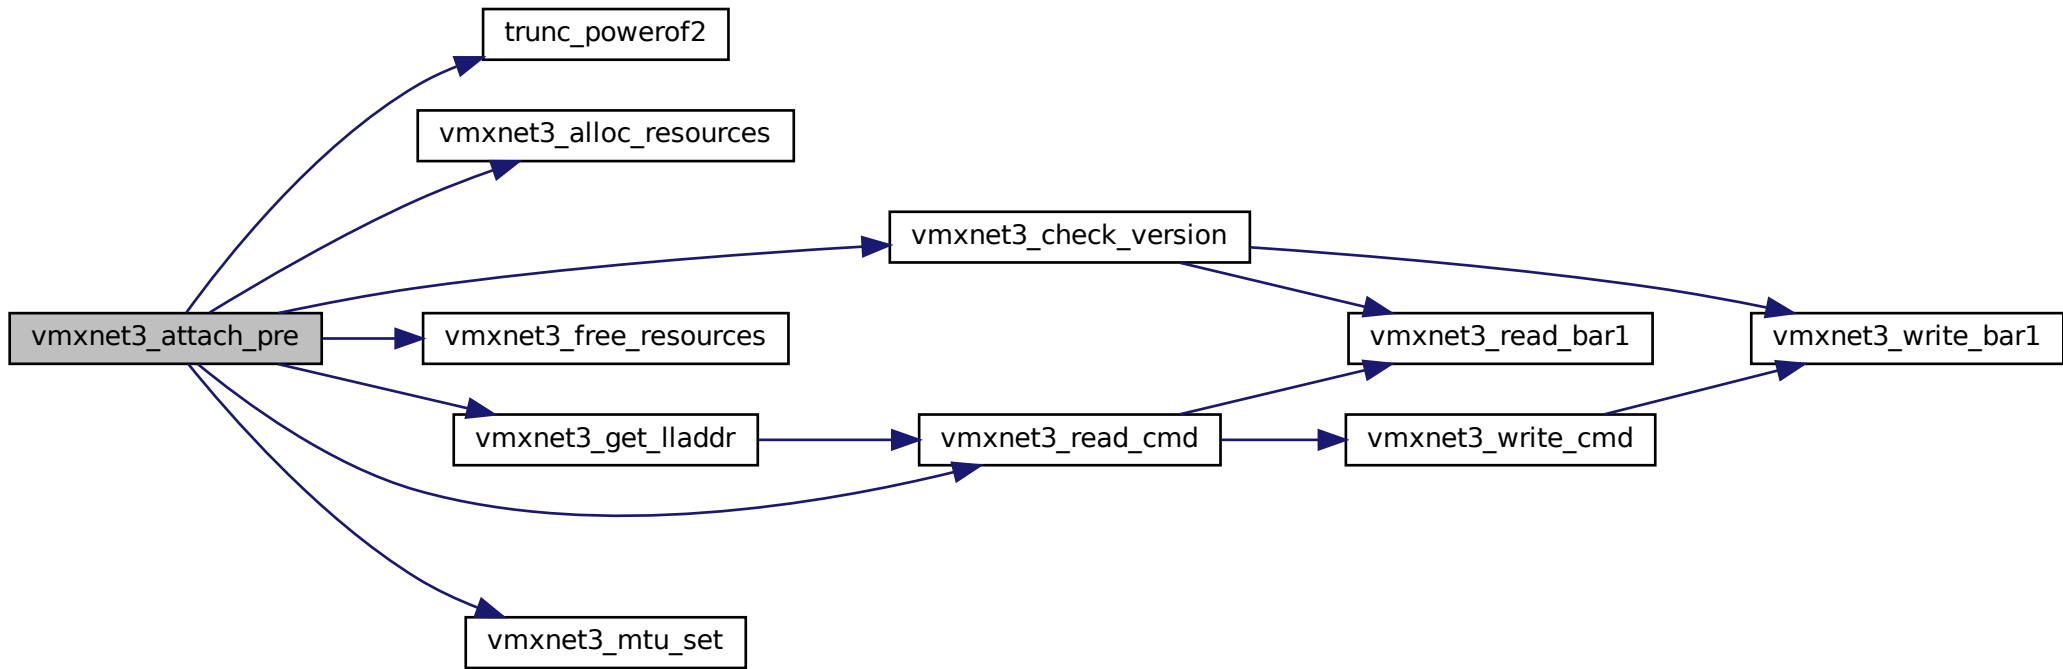 trunc_powerof2
vmxnet3_alloc_resources
vmxnet3_check_version
vmxnet3_attach_pre
vmxnet3_free_resources
vmxnet3_read_bar1
vmxnet3_write_bar1
vmxnet3_get_lladdr
vmxnet3_read_cmd
vmxnet3_write_cmd
vmxnet3_mtu_set